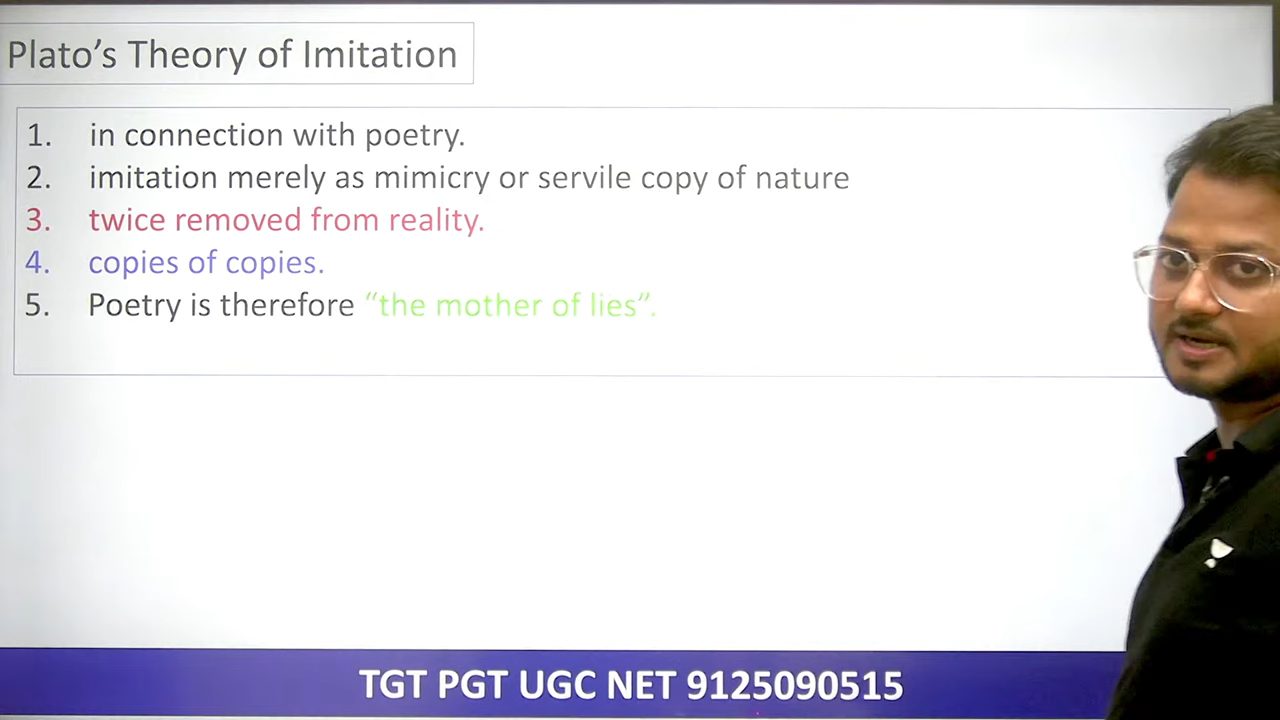 Plato’s Theory of Imitation
1. in connection with poetry.
2. imitation merely as mimicry or servile copy of nature
3. twice removed from reality.
4. copies of copies.
5. Poetry is therefore “the mother of lies”.
TGT PGT UGC NET 9125090515